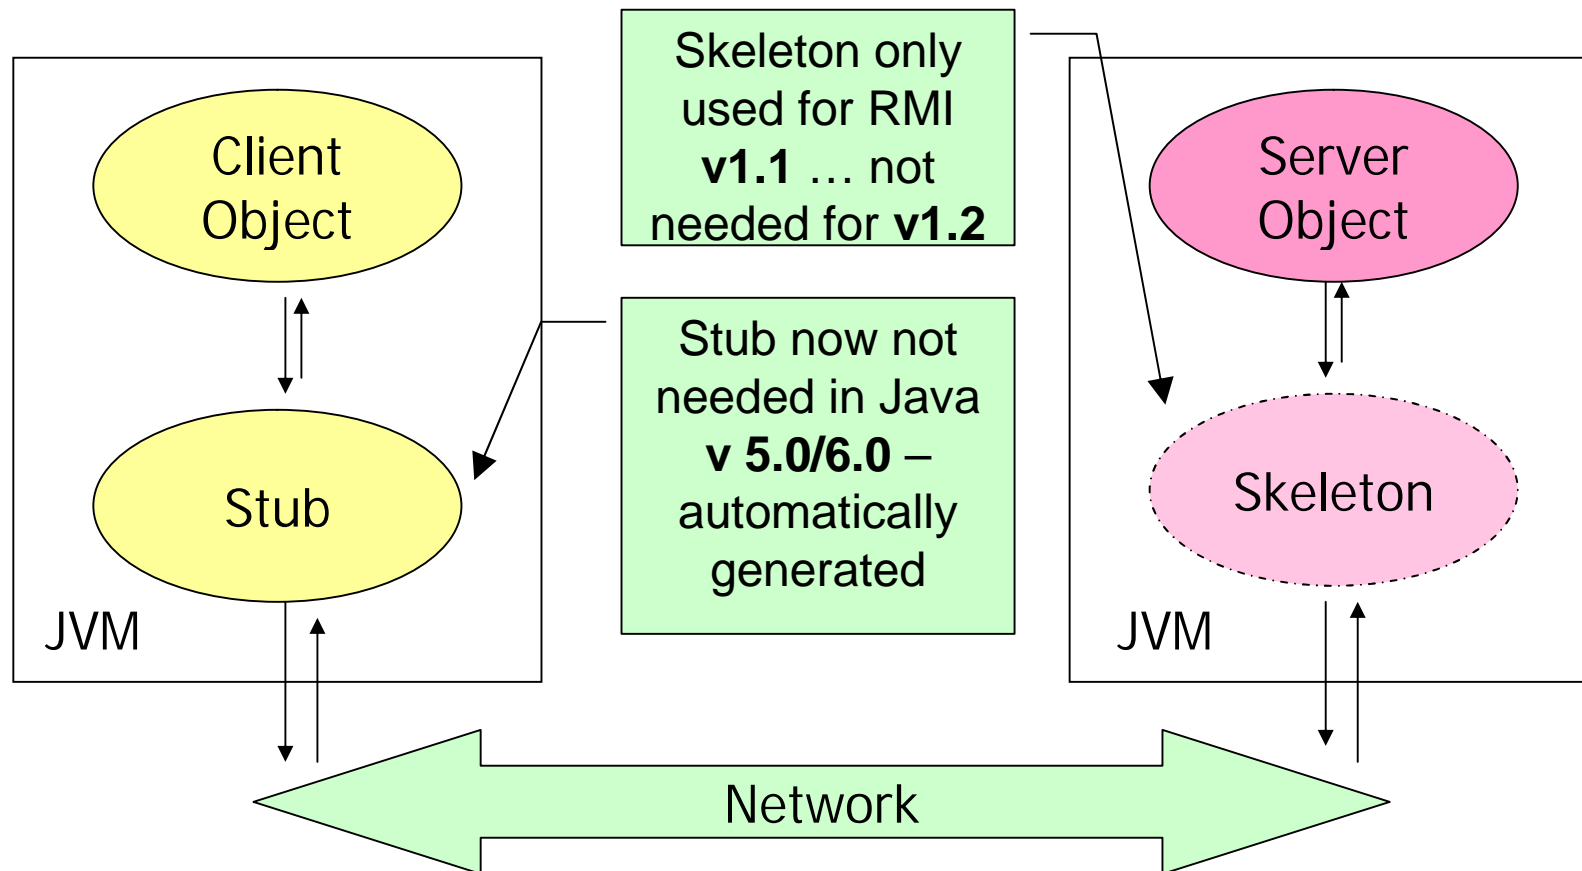 Client
Object
Stub
JVM
Skeleton only
used for RMI
v1.1 … not
needed for v1.2
Stub now not
needed in Java
v 5.0/6.0 –
automatically
generated
Server
Object
Skeleton
JVM
Network